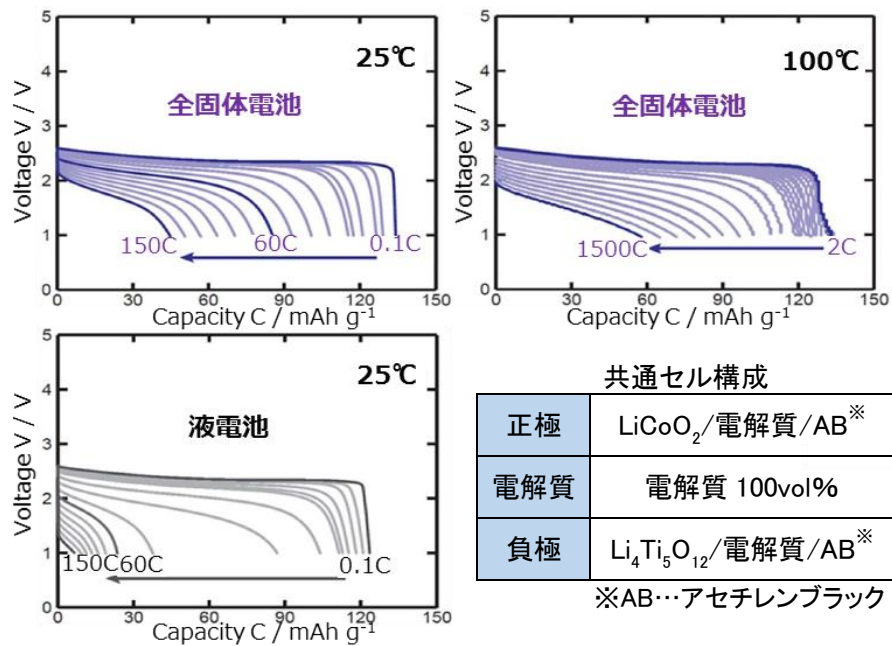 25℃
全固体電池
Voltage V / V
5
4
3
2
1
0
150C
60C
0.1C
0
30
60
90
120
150
Capacity C / mAh g⁻¹
100℃
全固体電池
Voltage V / V
5
4
3
2
1
0
1500C
2C
0
30
60
90
120
150
Capacity C / mAh g⁻¹
25℃
液電池
Voltage V / V
5
4
3
2
1
0
150C
60C
0.1C
0
30
60
90
120
150
Capacity C / mAh g⁻¹
共通セル構成
正極 LiCoO₂/電解質/AB※
電解質 電解質 100vol%
負極 Li₄Ti₅O₁₂/電解質/AB※
※AB…アセチレンブラック